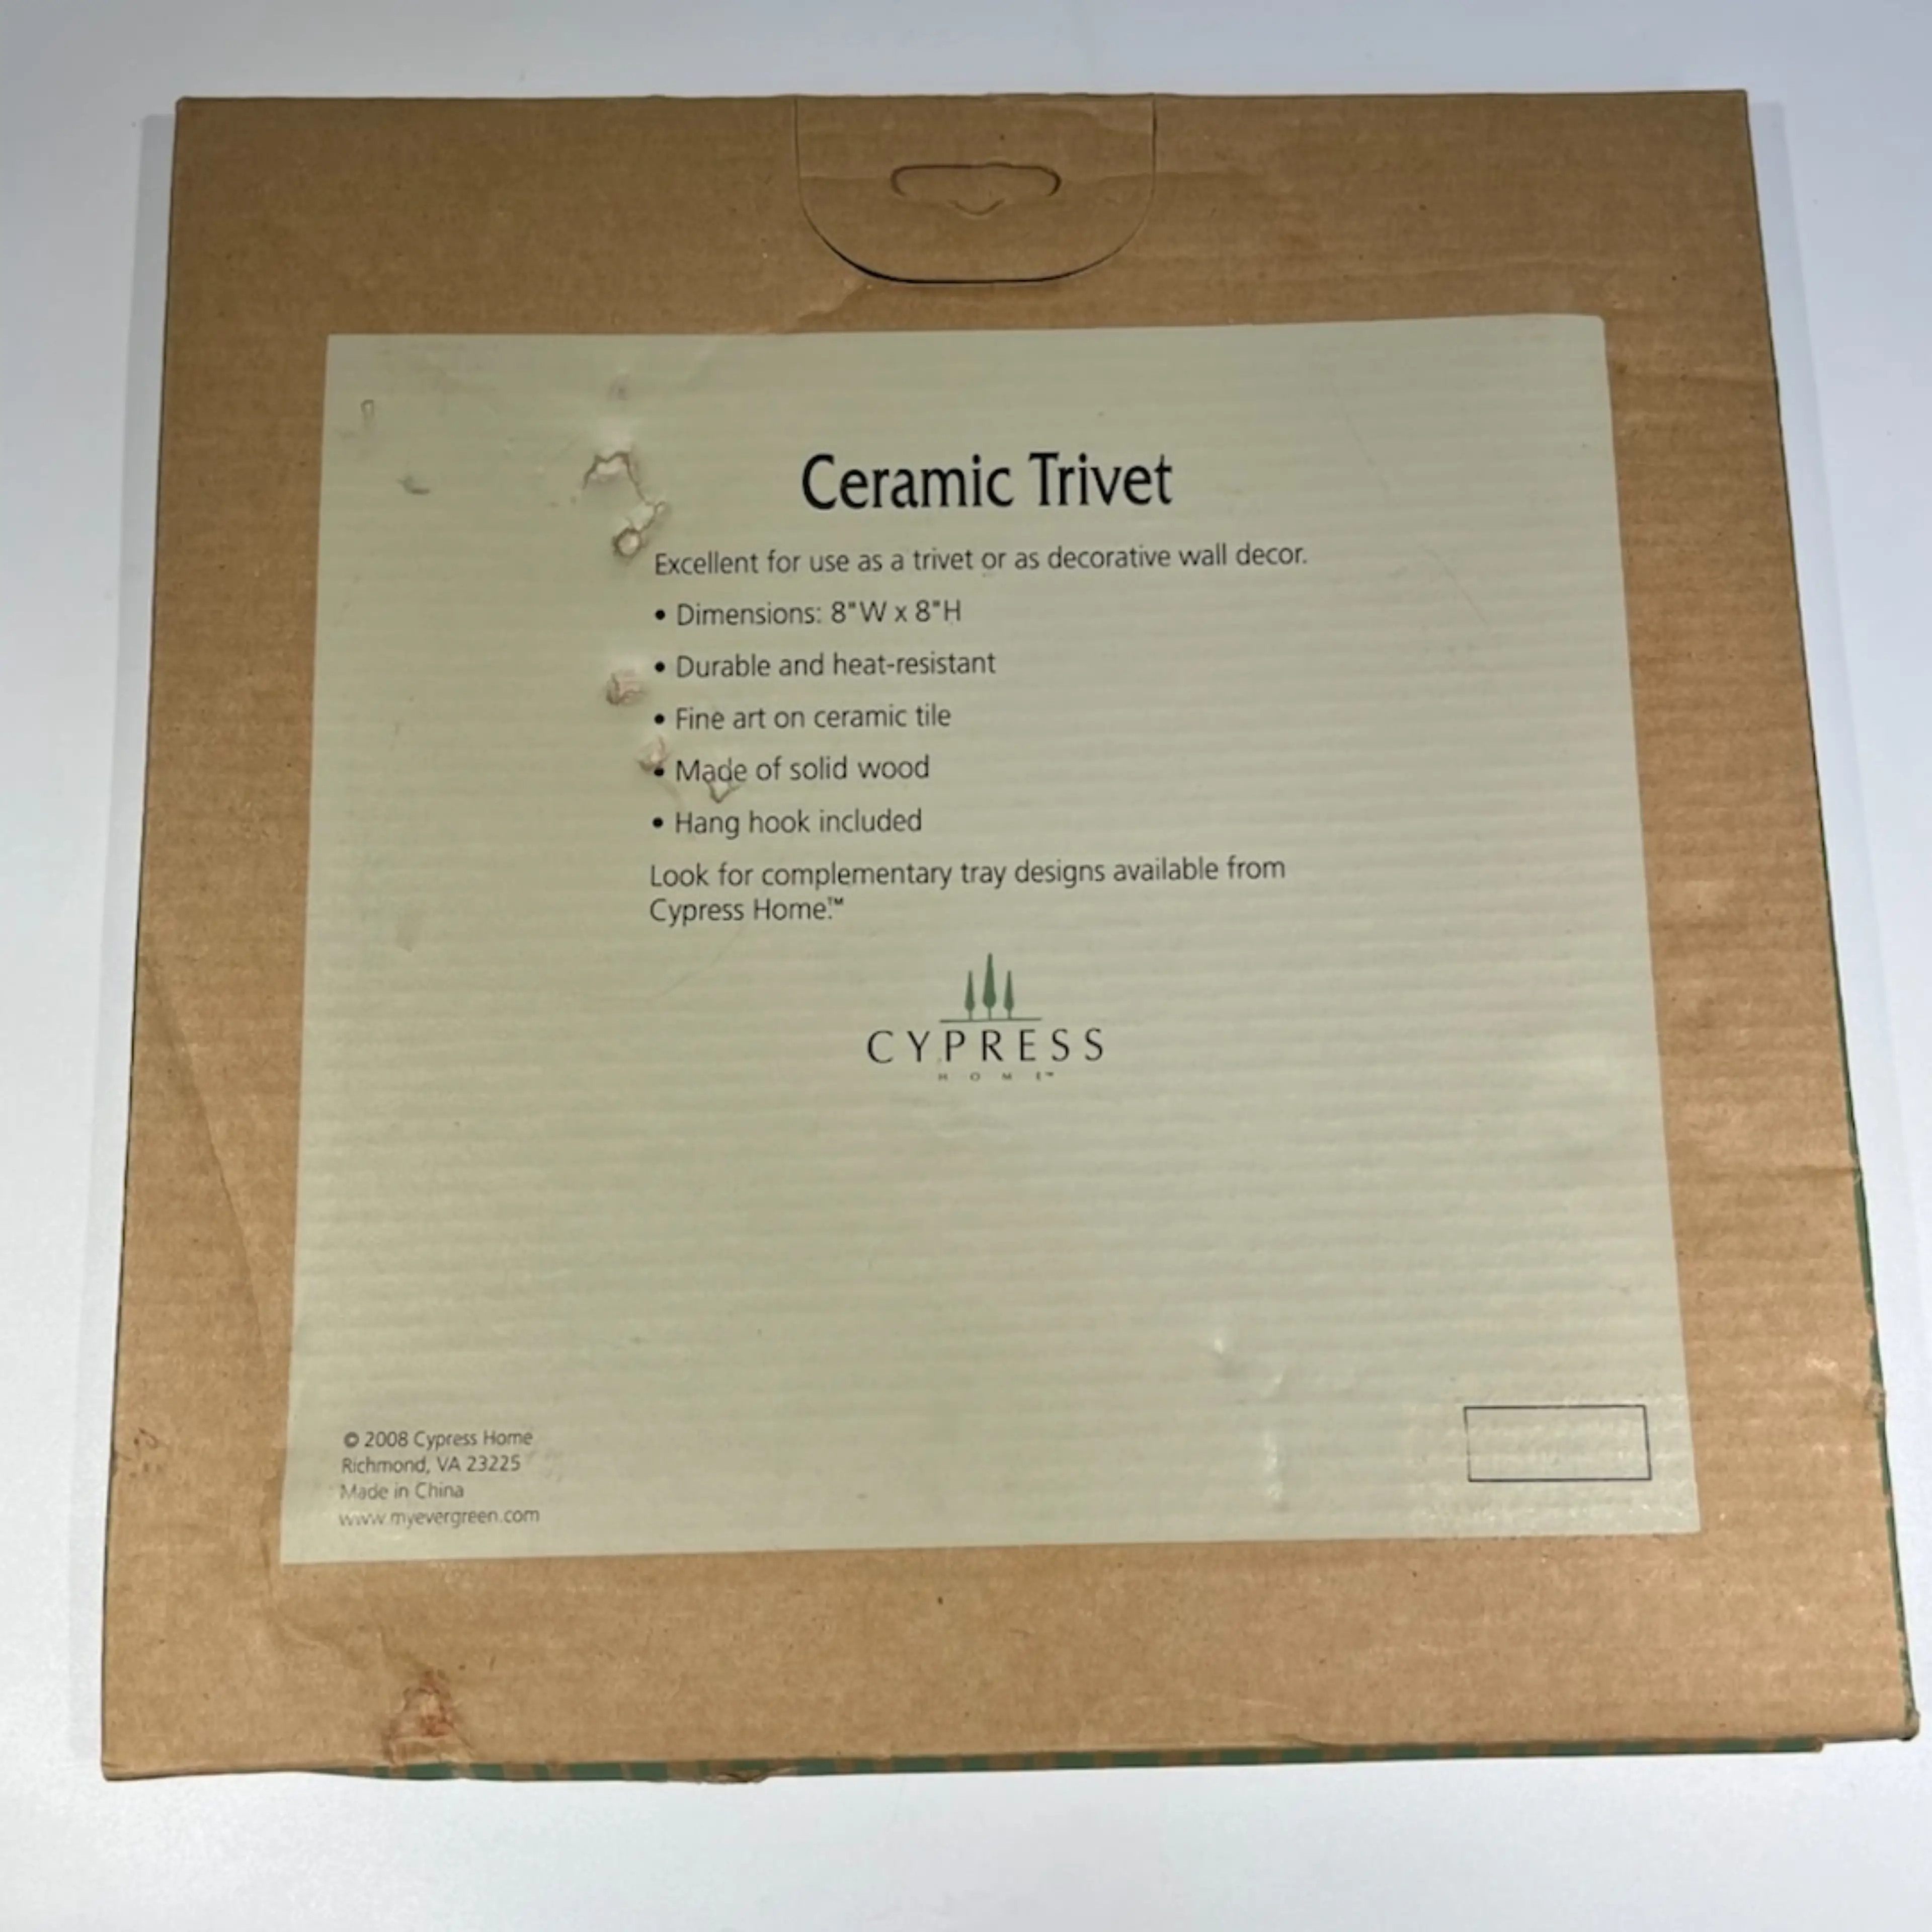 Ceramic Trivet
Excellent for use as a trivet or as decorative wall decor.
• Dimensions: 8"W x 8"H
• Durable and heat-resistant
• Fine art on ceramic tile
• Made of solid wood
• Hang hook included
Look for complementary tray designs available from
Cypress Home.™
CYPRESS
HOME™
© 2008 Cypress Home
Richmond, VA 23225
Made in China
www.myevergreen.com